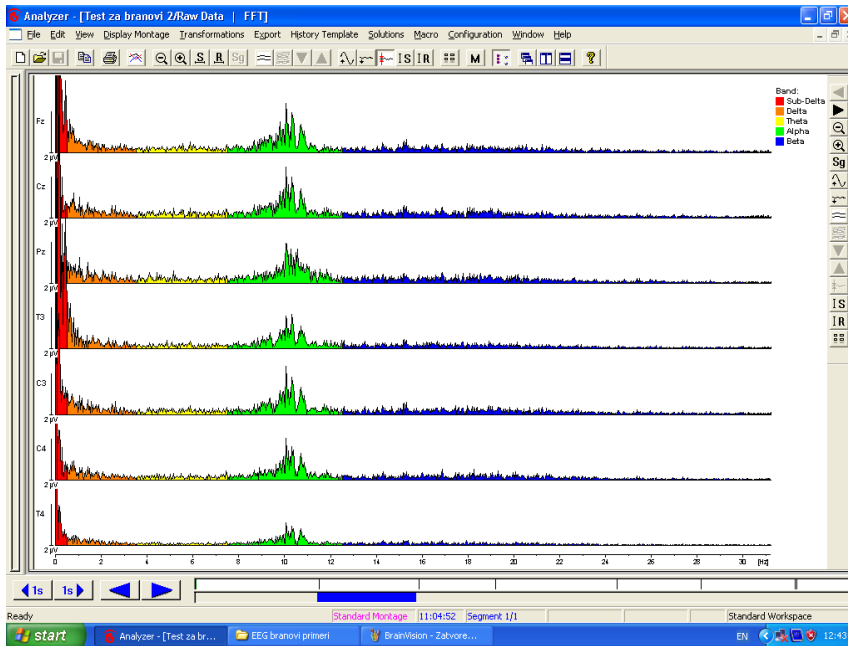 Analyzer - [Test za branovi 2/Raw Data | FFT]
File Edit View Display Montage Transformations Export History Template Solutions Macro Configuration Window Help
S R Sg I S I R M ?
Band:
Sub-Delta
Delta
Theta
Alpha
Beta
Fz
2 µV
Cz
2 µV
Pz
2 µV
T3
2 µV
C3
2 µV
C4
2 µV
T4
2 µV
0 2 4 6 8 10 12 14 16 18 20 22 24 26 28 30 [Hz]
Sg
I S
I R
1s 1s
Ready Standard Montage 11:04:52 Segment 1/1 Standard Workspace
start Analyzer - [Test za br... EEG branovi primeri BrainVision - Zatvore... EN 12:43